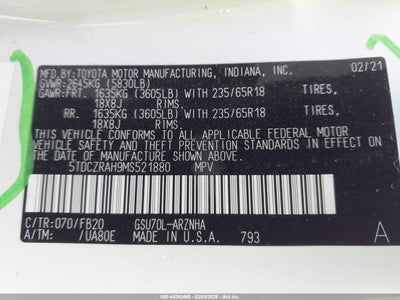 MFD.BY:TOYOTA MOTOR MANUFACTURING, INDIANA, INC. 02/21
GVWR:2645KG (5830LB)
GAWR:FRT. 1635KG (3605LB) WITH 235/65R18 TIRES,
18X8J RIMS.
RR. 1635KG (3605LB) WITH 235/65R18 TIRES,
18X8J RIMS.
THIS VEHICLE CONFORMS TO ALL APPLICABLE FEDERAL MOTOR
VEHICLE SAFETY AND THEFT PREVENTION STANDARDS IN EFFECT
ON THE DATE OF MANUFACTURE SHOWN ABOVE.
5TDCZRAH9MS521880 MPV
C/TR:070/FB20 GSU70L-ARZNHA
A/TM: /UA80E MADE IN U.S.A. 793 A